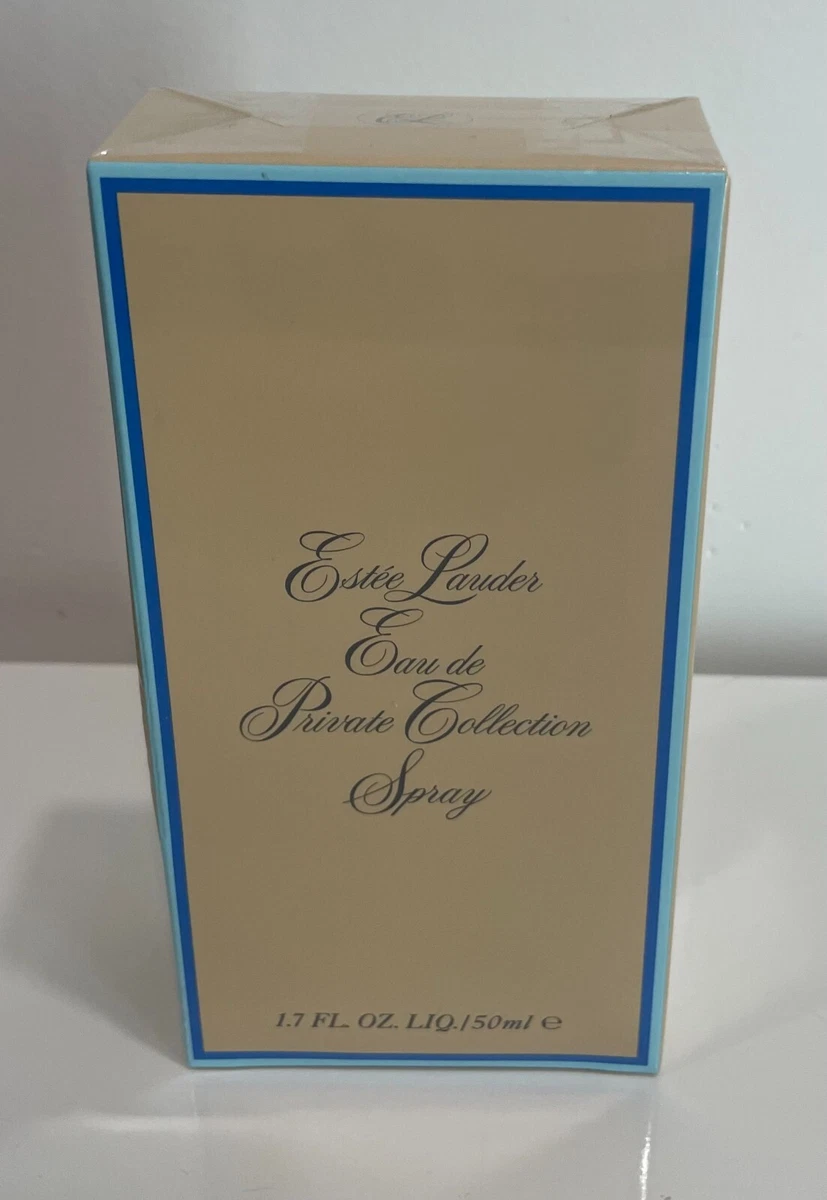 Estée Lauder
Eau de
Private Collection
Spray
1.7 FL. OZ. LIQ./50ml ℮